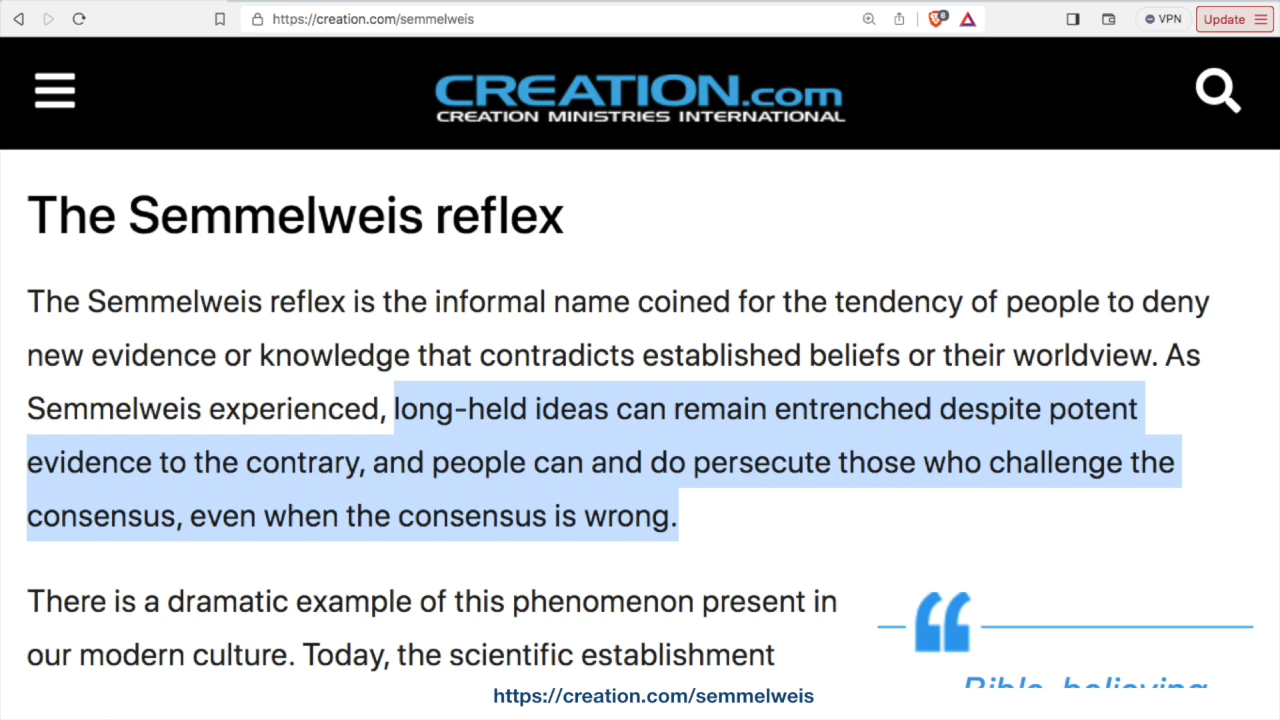 https://creation.com/semmelweis
8
VPN
Update
CREATION.com
CREATION MINISTRIES INTERNATIONAL
The Semmelweis reflex
The Semmelweis reflex is the informal name coined for the tendency of people to deny
new evidence or knowledge that contradicts established beliefs or their worldview. As
Semmelweis experienced, long-held ideas can remain entrenched despite potent
evidence to the contrary, and people can and do persecute those who challenge the
consensus, even when the consensus is wrong.
There is a dramatic example of this phenomenon present in
our modern culture. Today, the scientific establishment
“
Bible-believing
https://creation.com/semmelweis